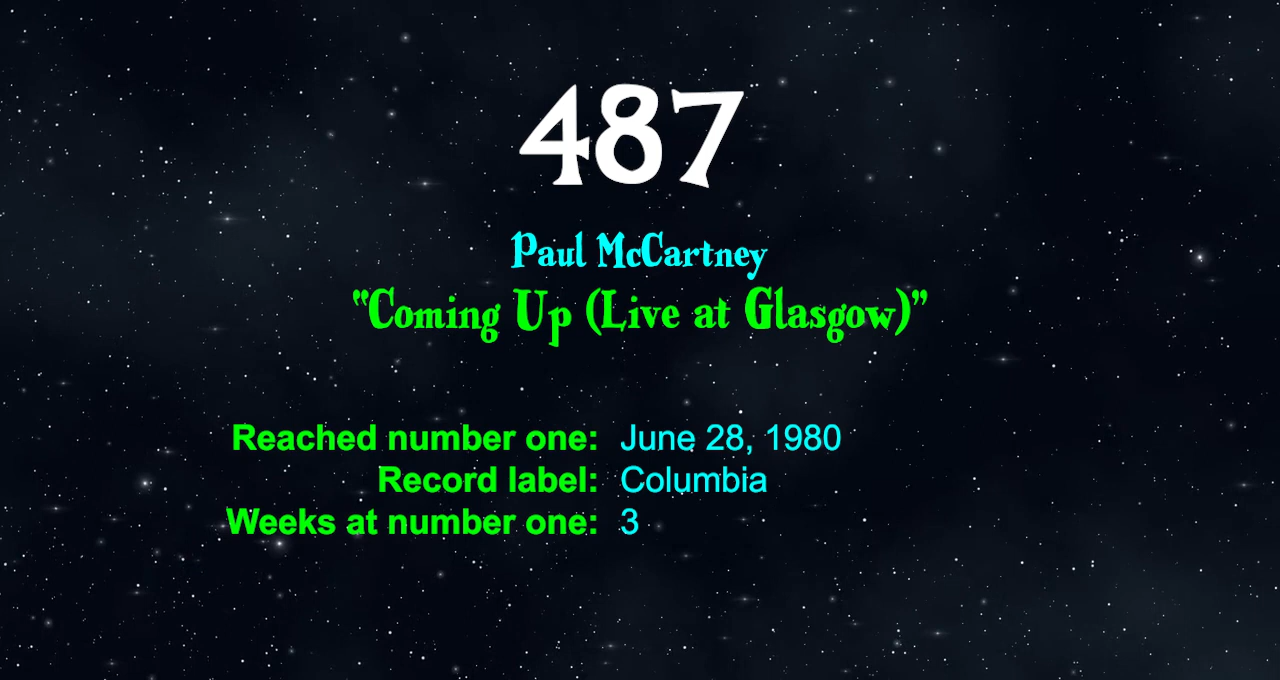 487
Paul McCartney
“Coming Up (Live at Glasgow)”
Reached number one: June 28, 1980
Record label: Columbia
Weeks at number one: 3